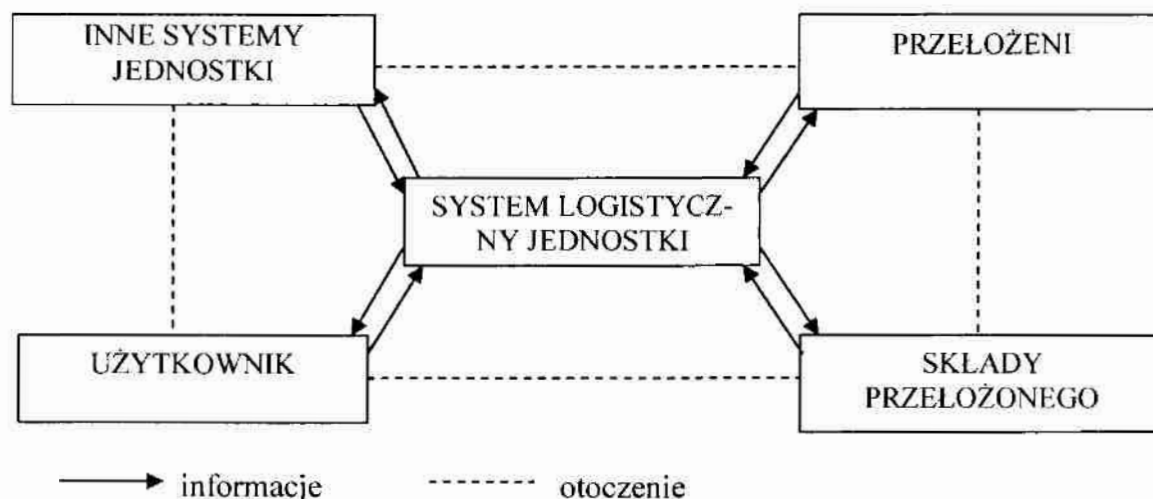 INNE SYSTEMY
JEDNOSTKI
PRZEŁOŻENI
SYSTEM LOGISTYCZ-
NY JEDNOSTKI
UŻYTKOWNIK
SKŁADY
PRZEŁOŻONEGO
informacje
otoczenie